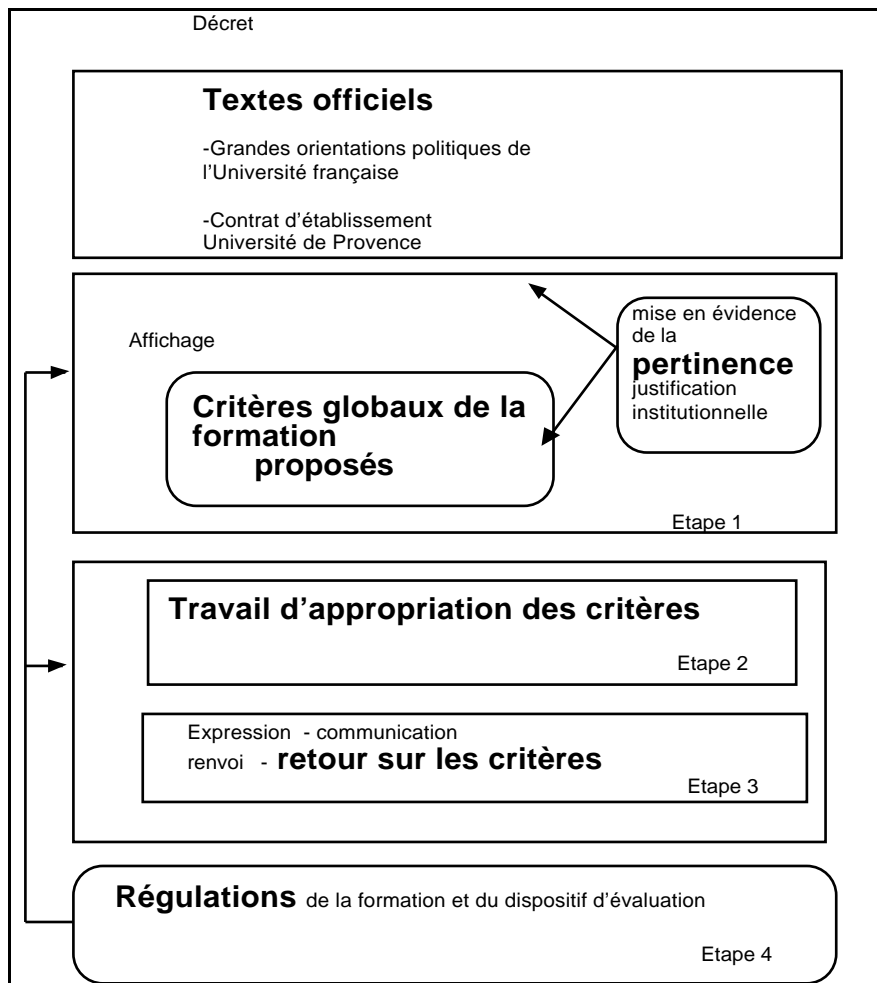 Décret
Textes officiels
-Grandes orientations politiques de
l'Université française
-Contrat d'établissement
Université de Provence
mise en évidence
de la
pertinence
justification
institutionnelle
Affichage
Critères globaux de la
formation
proposés
Etape 1
Travail d'appropriation des critères
Etape 2
Expression - communication
renvoi - retour sur les critères
Etape 3
Régulations de la formation et du dispositif d'évaluation
Etape 4